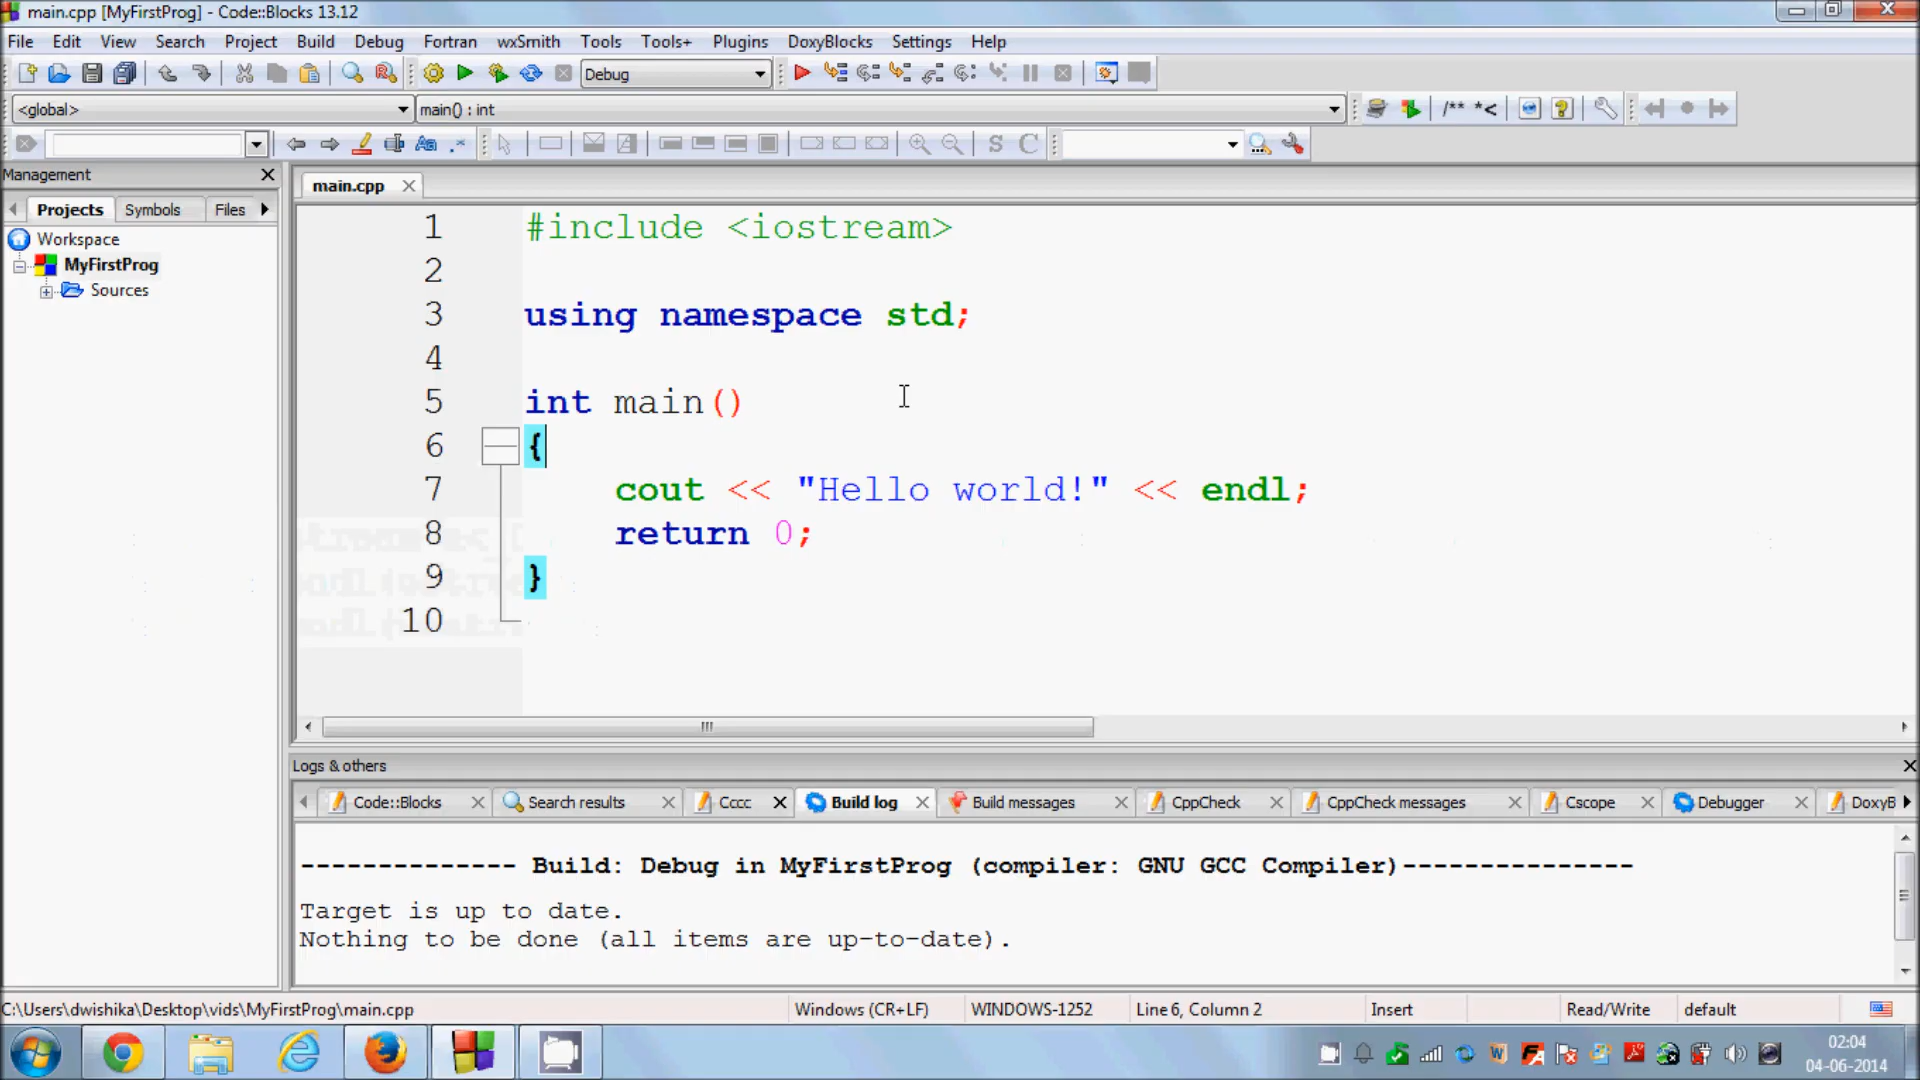 main.cpp [MyFirstProg] - Code::Blocks 13.12
File Edit View Search Project Build Debug Fortran wxSmith Tools Tools+ Plugins DoxyBlocks Settings Help
Debug
<global> main() : int /** *<
S C
Management
Projects Symbols Files
Workspace
MyFirstProg
Sources
main.cpp
1 #include <iostream>
2
3 using namespace std;
4
5 int main()
6 {
7 cout << "Hello world!" << endl;
8 return 0;
9 }
10
Logs & others
Code::Blocks Search results Cccc Build log Build messages CppCheck CppCheck messages Cscope Debugger DoxyB
-------------- Build: Debug in MyFirstProg (compiler: GNU GCC Compiler)---------------
Target is up to date.
Nothing to be done (all items are up-to-date).
C:\Users\dwishika\Desktop\vids\MyFirstProg\main.cpp Windows (CR+LF) WINDOWS-1252 Line 6, Column 2 Insert Read/Write default
02:04
04-06-2014